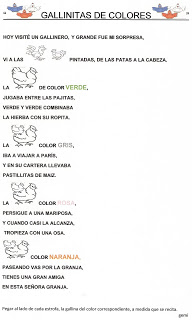 GALLINITAS DE COLORES
HOY VISITÉ UN GALLINERO, Y GRANDE FUE MI SORPRESA,
VI A LAS PINTADAS, DE LAS PATAS A LA CABEZA.
LA DE COLOR VERDE,
JUGABA ENTRE LAS PAJITAS,
VERDE Y VERDE COMBINABA
LA HIERBA CON SU ROPITA.
LA COLOR GRIS,
IBA A VIAJAR A PARÍS,
Y EN SU CARTERA LLEVABA
PASTILLITAS DE MAIZ.
LA COLOR ROSA,
PERSIGUE A UNA MARIPOSA,
Y CUANDO CASI LA ALCANZA,
TROPIEZA CON UNA OSA.
COLOR NARANJA,
PASEANDO VAS POR LA GRANJA,
TIENES UNA GRAN AMIGA
EN ESTA SEÑORA GRANJA.
Pegar al lado de cada estrofa, la gallina del color correspondiente, a medida que se recita.
gemi